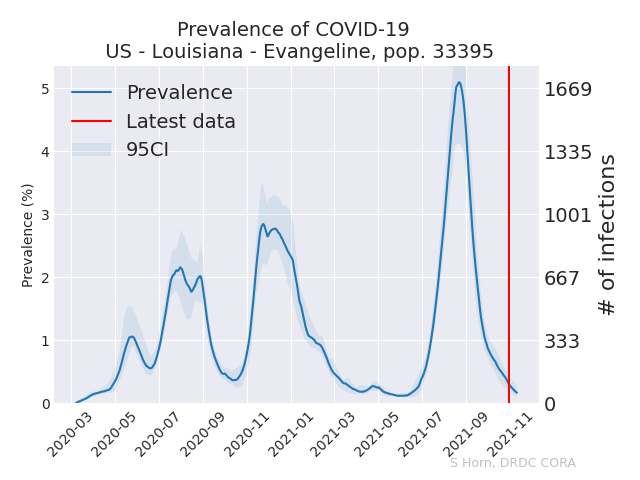 Prevalence of COVID-19
US - Louisiana - Evangeline, pop. 33395
Prevalence
Latest data
95CI
Prevalence (%)
5
4
3
2
1
0
1669
1335
1001
667
333
0
# of infections
2020-03
2020-05
2020-07
2020-09
2020-11
2021-01
2021-03
2021-05
2021-07
2021-09
2021-11
S Horn, DRDC CORA